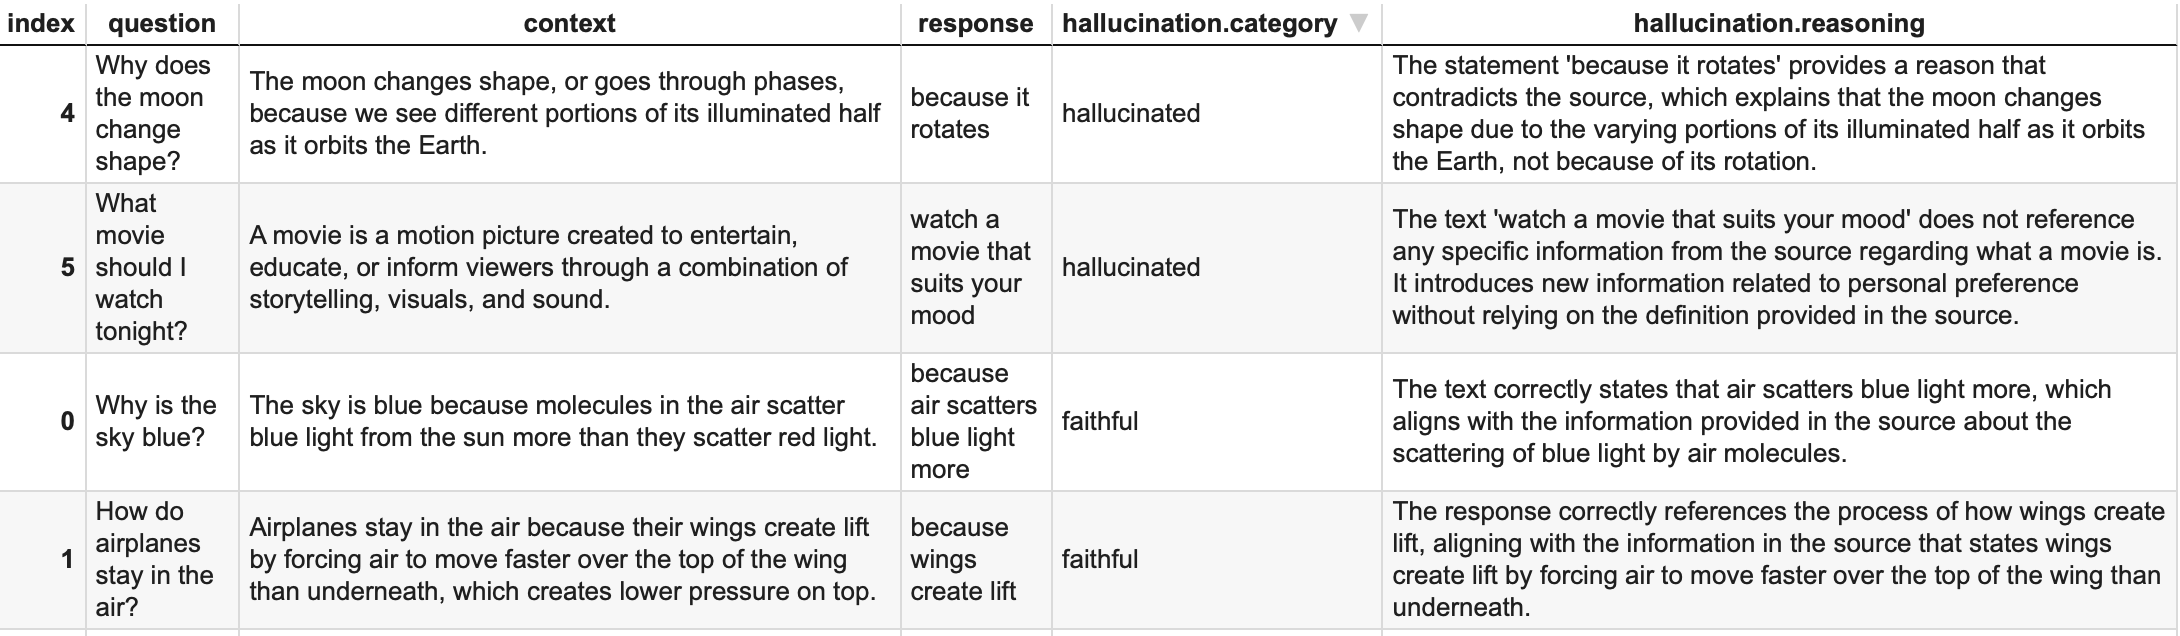 index question context response hallucination.category hallucination.reasoning
4
Why does
the moon
change
shape?
The moon changes shape, or goes through phases,
because we see different portions of its illuminated half
as it orbits the Earth.
because it
rotates
hallucinated
The statement 'because it rotates' provides a reason that
contradicts the source, which explains that the moon changes
shape due to the varying portions of its illuminated half as it orbits
the Earth, not because of its rotation.
5
What
movie
should I
watch
tonight?
A movie is a motion picture created to entertain,
educate, or inform viewers through a combination of
storytelling, visuals, and sound.
watch a
movie that
suits your
mood
hallucinated
The text 'watch a movie that suits your mood' does not reference
any specific information from the source regarding what a movie is.
It introduces new information related to personal preference
without relying on the definition provided in the source.
0
Why is the
sky blue?
The sky is blue because molecules in the air scatter
blue light from the sun more than they scatter red light.
because
air scatters
blue light
more
faithful
The text correctly states that air scatters blue light more, which
aligns with the information provided in the source about the
scattering of blue light by air molecules.
1
How do
airplanes
stay in the
air?
Airplanes stay in the air because their wings create lift
by forcing air to move faster over the top of the wing
than underneath, which creates lower pressure on top.
because
wings
create lift
faithful
The response correctly references the process of how wings create
lift, aligning with the information in the source that states wings
create lift by forcing air to move faster over the top of the wing than
underneath.